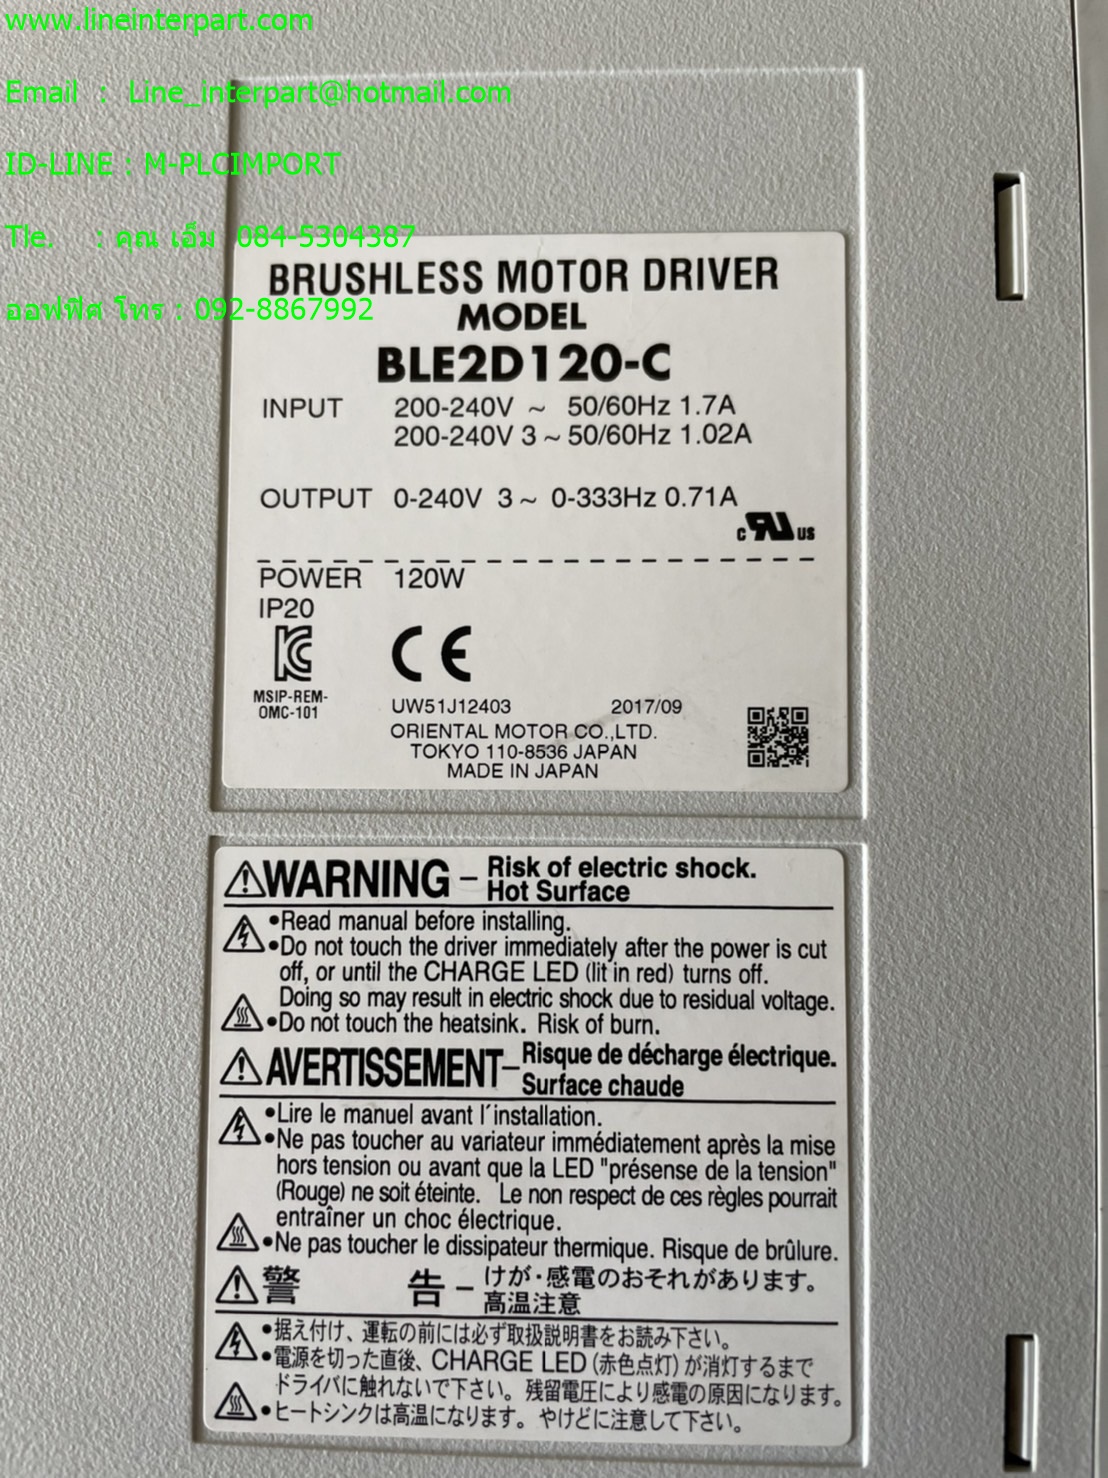 www.lineinterpart.com
Email : Line_interpart@hotmail.com
ID-LINE : M-PLCIMPORT
Tle. : คุณ เอ็ม 084-5304387
ออฟฟิศ โทร : 092-8867992
BRUSHLESS MOTOR DRIVER
MODEL
BLE2D120-C
INPUT 200-240V ~ 50/60Hz 1.7A
200-240V 3~ 50/60Hz 1.02A
OUTPUT 0-240V 3~ 0-333Hz 0.71A
c RU us
POWER 120W
IP20
CE
MSIP-REM-
OMC-101
UW51J12403 2017/09
ORIENTAL MOTOR CO.,LTD.
TOKYO 110-8536 JAPAN
MADE IN JAPAN
⚠WARNING – Risk of electric shock.
Hot Surface
•Read manual before installing.
•Do not touch the driver immediately after the power is cut
off, or until the CHARGE LED (lit in red) turns off.
Doing so may result in electric shock due to residual voltage.
•Do not touch the heatsink. Risk of burn.
⚠AVERTISSEMENT– Risque de décharge électrique.
Surface chaude
•Lire le manuel avant l´installation.
•Ne pas toucher au variateur immédiatement après la mise
hors tension ou avant que la LED "présense de la tension"
(Rouge) ne soit éteinte. Le non respect de ces règles pourrait
entraîner un choc électrique.
•Ne pas toucher le dissipateur thermique. Risque de brûlure.
⚠警 告– けが・感電のおそれがあります。
高温注意
•据え付け、運転の前には必ず取扱説明書をお読み下さい。
•電源を切った直後、CHARGE LED (赤色点灯) が消灯するまで
ドライバに触れないで下さい。残留電圧により感電の原因になります。
•ヒートシンクは高温になります。やけどに注意して下さい。